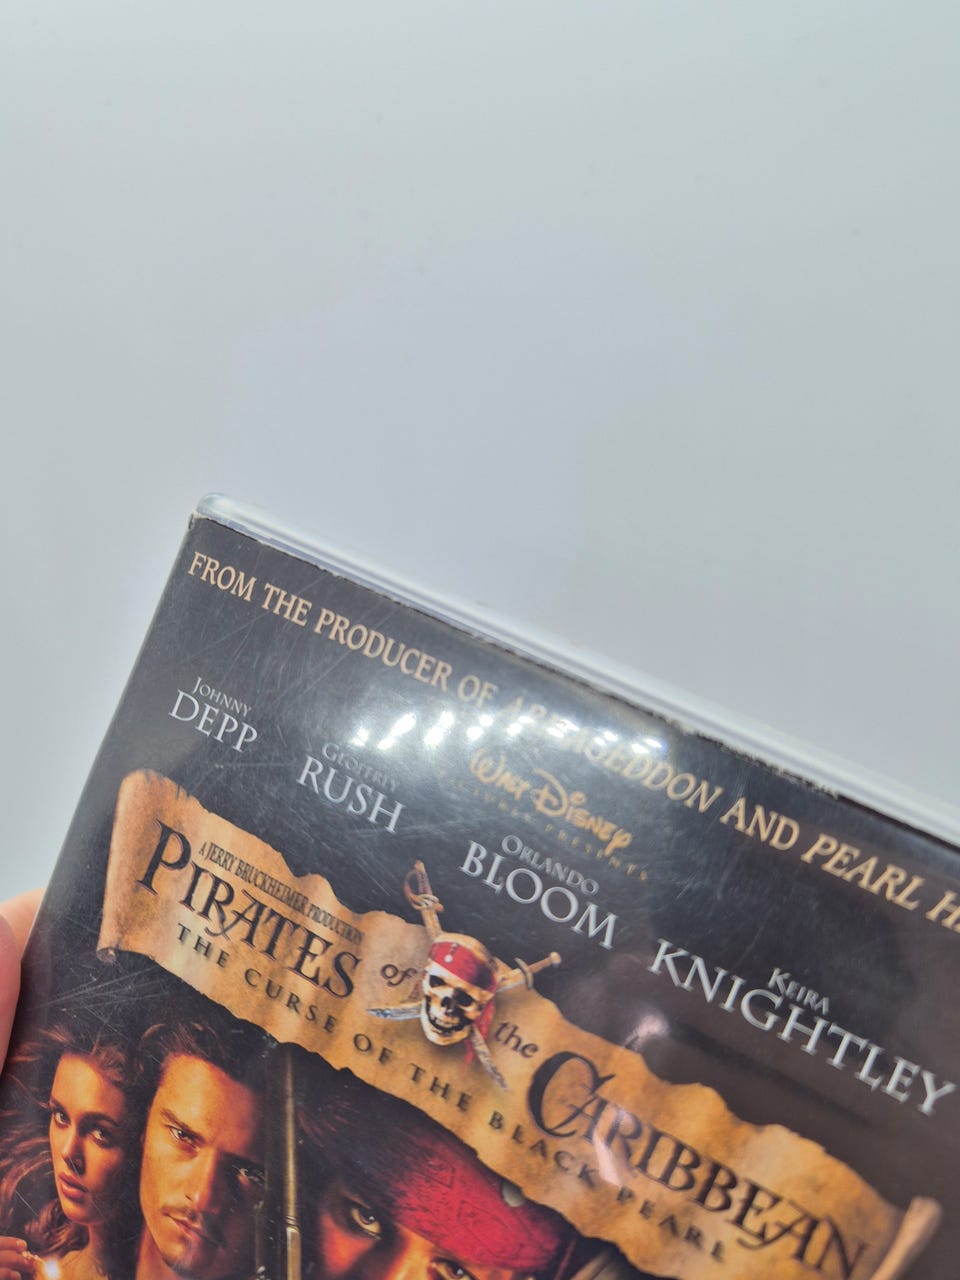 FROM THE PRODUCER OF ARMAGEDDON AND PEARL
JOHNNY
DEPP
GEOFFREY
RUSH
WALT DISNEY
PICTURES PRESENTS
ORLANDO
BLOOM
KEIRA
KNIGHTLEY
A JERRY BRUCKHEIMER PRODUCTION
PIRATES of the CARIBBEAN
THE CURSE OF THE BLACK PEARL